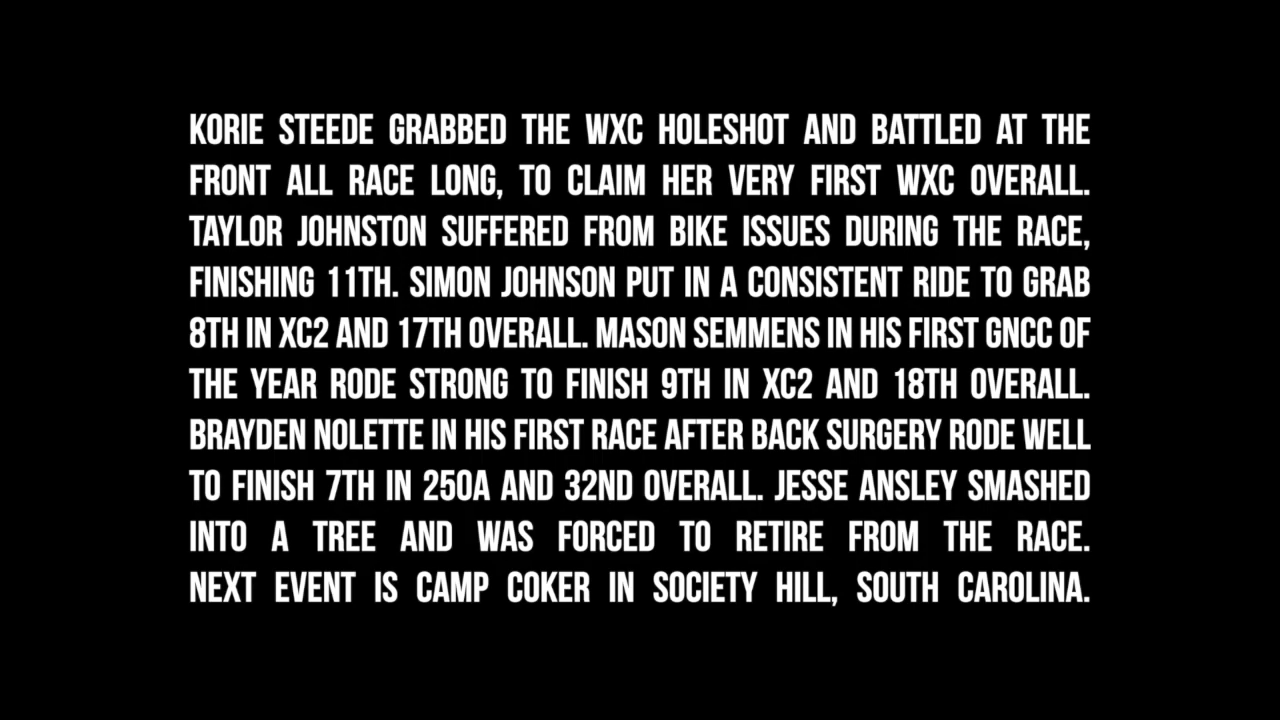 KORIE STEEDE GRABBED THE WXC HOLESHOT AND BATTLED AT THE
FRONT ALL RACE LONG, TO CLAIM HER VERY FIRST WXC OVERALL.
TAYLOR JOHNSTON SUFFERED FROM BIKE ISSUES DURING THE RACE,
FINISHING 11TH. SIMON JOHNSON PUT IN A CONSISTENT RIDE TO GRAB
8TH IN XC2 AND 17TH OVERALL. MASON SEMMENS IN HIS FIRST GNCC OF
THE YEAR RODE STRONG TO FINISH 9TH IN XC2 AND 18TH OVERALL.
BRAYDEN NOLETTE IN HIS FIRST RACE AFTER BACK SURGERY RODE WELL
TO FINISH 7TH IN 250A AND 32ND OVERALL. JESSE ANSLEY SMASHED
INTO A TREE AND WAS FORCED TO RETIRE FROM THE RACE.
NEXT EVENT IS CAMP COKER IN SOCIETY HILL, SOUTH CAROLINA.